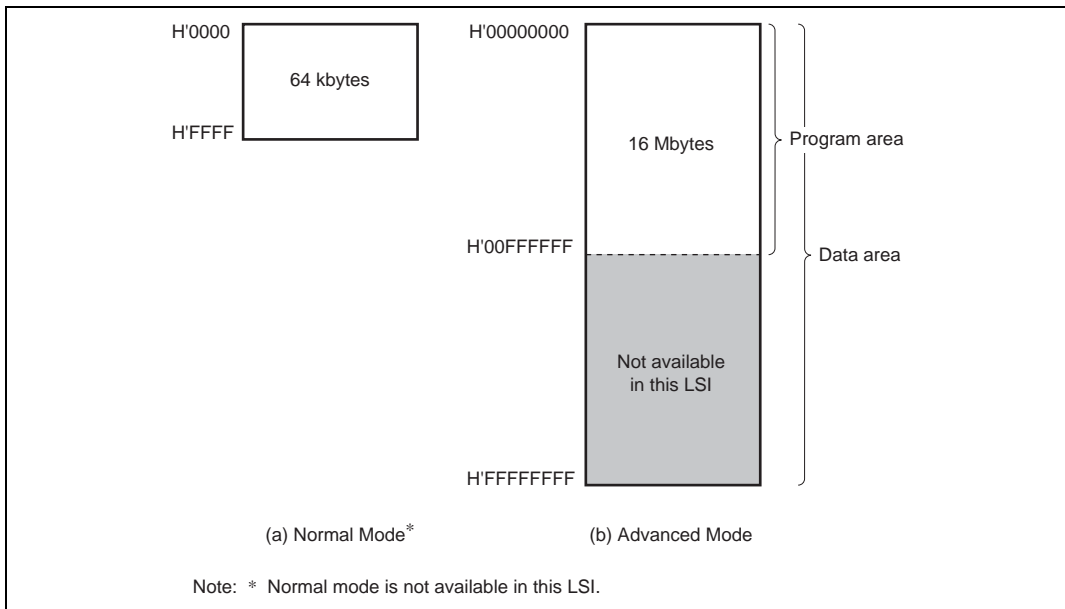 H'0000
64 kbytes
H'FFFF
(a) Normal Mode*
H'00000000
16 Mbytes
Program area
H'00FFFFFF
Data area
Not available
in this LSI
H'FFFFFFFF
(b) Advanced Mode
Note: * Normal mode is not available in this LSI.